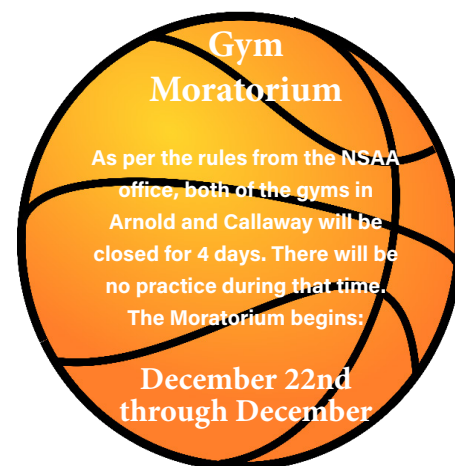 Gym
Moratorium
As per the rules from the NSAA
office, both of the gyms in
Arnold and Callaway will be
closed for 4 days. There will be
no practice during that time.
The Moratorium begins:
December 22nd
through December